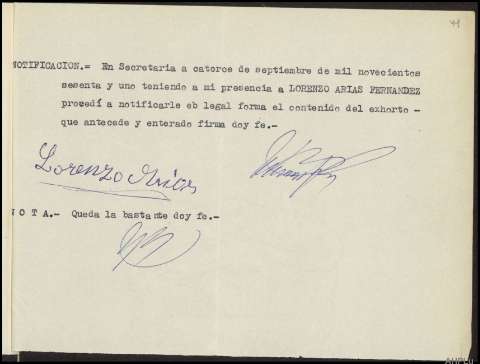 41
NOTIFICACION.= En Secretaria a catorce de septiembre de mil novecientos
sesenta y uno teniendo a mi presencia a LORENZO ARIAS FERNANDEZ
procedí a notificarle eb legal forma el contenido del exhorto -
que antecede y enterado firma doy fe.-
Lorenzo Arias
N O T A.- Queda la bastante doy fe.-